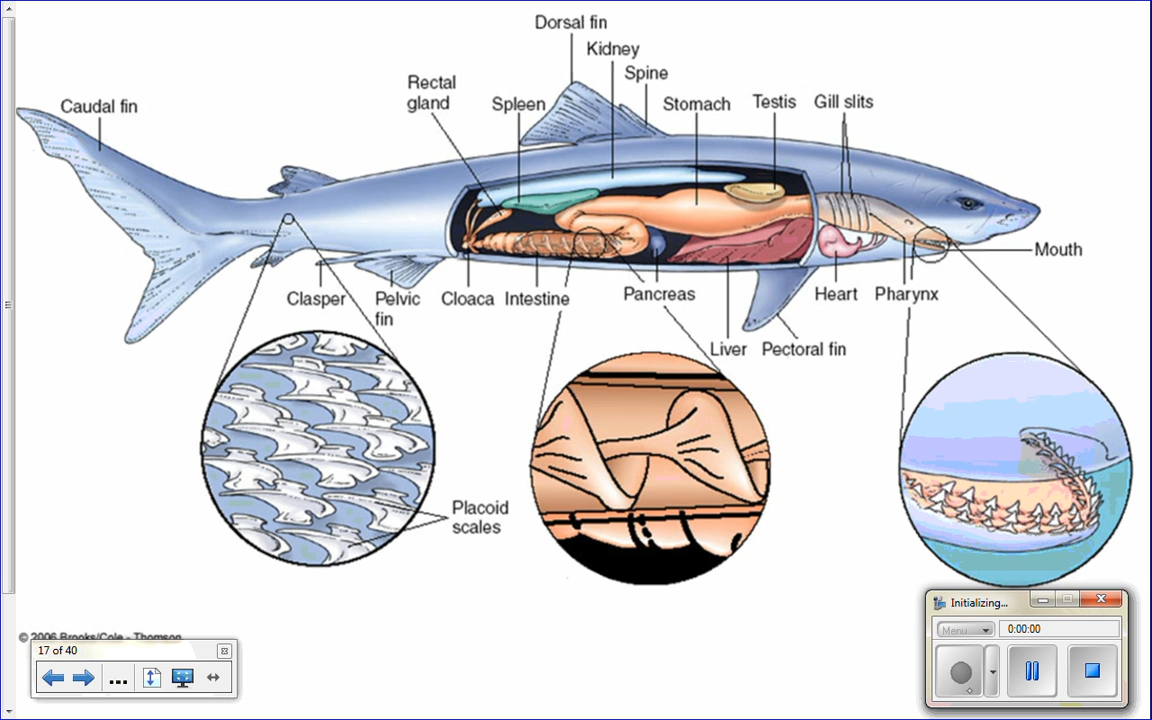 Dorsal fin
Kidney
Spine
Rectal
gland
Spleen
Stomach
Testis
Gill slits
Caudal fin
Mouth
Clasper
Pelvic
fin
Cloaca
Intestine
Pancreas
Heart
Pharynx
Liver
Pectoral fin
Placoid
scales
© 2006 Brooks/Cole - Thomson
17 of 40
...
Initializing...
Menu
0:00:00